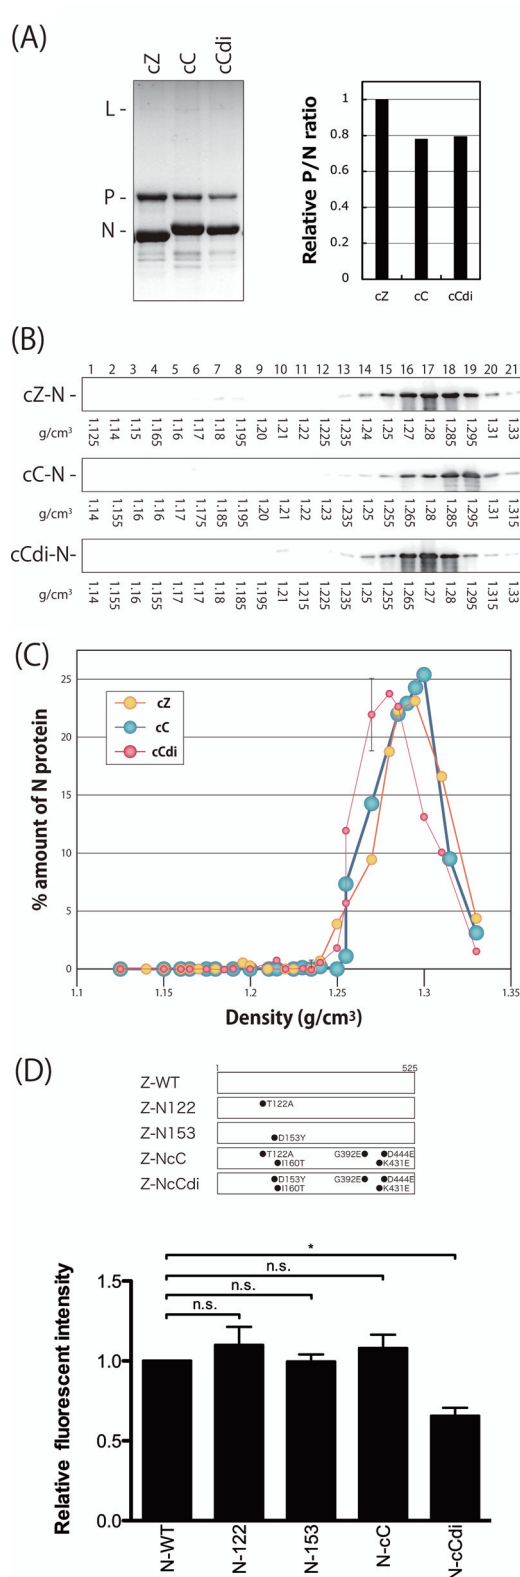 (A)
cZ cC cCdi
L -
P -
N -
Relative P/N ratio
1
0.8
0.6
0.4
0.2
0
cZ cC cCdi
(B)
1 2 3 4 5 6 7 8 9 10 11 12 13 14 15 16 17 18 19 20 21
cZ-N -
g/cm3 1.125 1.14 1.15 1.165 1.16 1.17 1.18 1.195 1.20 1.21 1.22 1.225 1.235 1.24 1.255 1.27 1.28 1.285 1.295 1.31 1.33
cC-N -
g/cm3 1.14 1.155 1.16 1.16 1.17 1.175 1.185 1.195 1.20 1.22 1.23 1.225 1.235 1.25 1.255 1.265 1.28 1.285 1.295 1.31 1.315
cCdi-N-
g/cm3 1.14 1.155 1.16 1.16 1.17 1.17 1.18 1.185 1.195 1.21 1.215 1.225 1.235 1.24 1.255 1.265 1.27 1.28 1.295 1.315 1.33
(C)
% amount of N protein
25
20
15
10
5
0
cZ
cC
cCdi
1.1 1.15 1.2 1.25 1.3 1.35
Density (g/cm3)
(D)
1 525
Z-WT
Z-N122 T122A
Z-N153 D153Y
Z-NcC T122A G392E D444E
I160T K431E
Z-NcCdi D153Y G392E D444E
I160T K431E
*
n.s.
n.s.
n.s.
Relative fluorescent intensity
1.5
1.0
0.5
0.0
N-WT N-122 N-153 N-cC N-cCdi